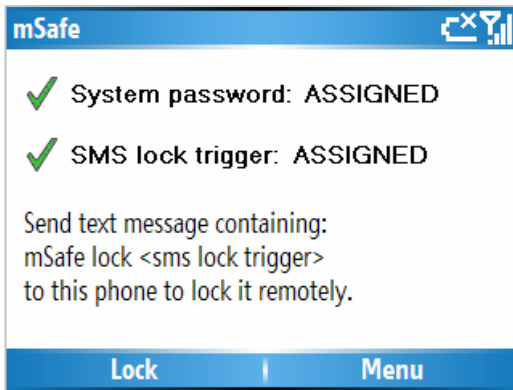 mSafe
System password: ASSIGNED
SMS lock trigger: ASSIGNED
Send text message containing:
mSafe lock <sms lock trigger>
to this phone to lock it remotely.
Lock Menu